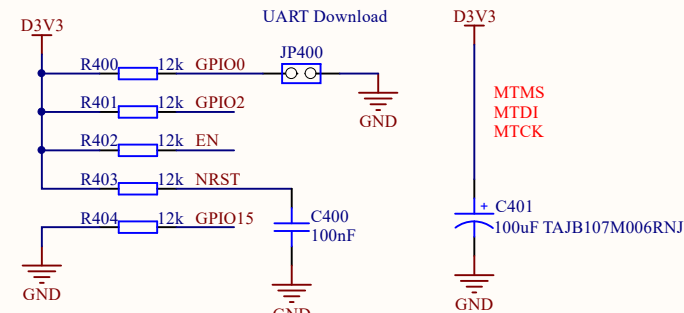 UART Download
D3V3
D3V3
JP400
R400 12k GPIO0
R401 12k GPIO2
GND
R402 12k EN
R403 12k NRST
R404 12k GPIO15
C400
100nF
GND
GND
MTMS
MTDI
MTCK
+ C401
100uF TAJB107M006RNJ
GND